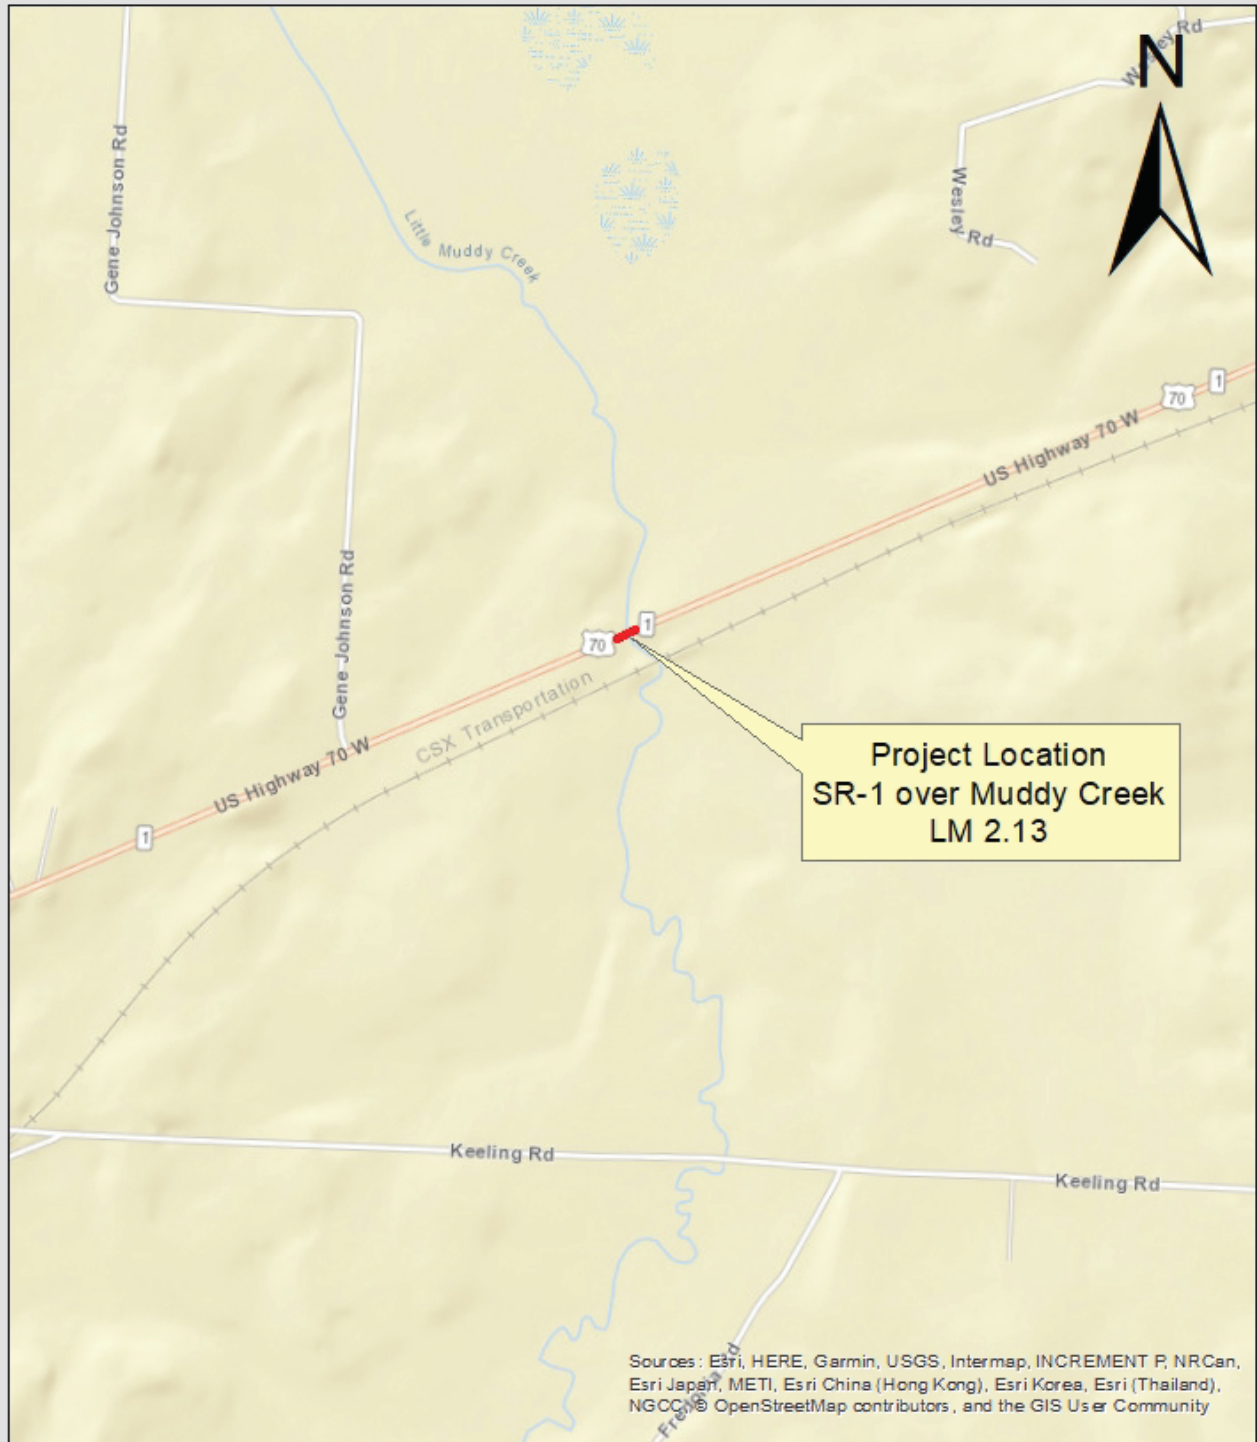 Wesley Rd
N
Gene Johnson Rd
Wesley Rd
Little Muddy Creek
1
70
US Highway 70 W
Gene Johnson Rd
1
70
CSX Transportation
US Highway 70 W
1
Project Location
SR-1 over Muddy Creek
LM 2.13
Keeling Rd
Keeling Rd
Fredonia Rd
Sources: Esri, HERE, Garmin, USGS, Intermap, INCREMENT P, NRCan,
Esri Japan, METI, Esri China (Hong Kong), Esri Korea, Esri (Thailand),
NGCC, © OpenStreetMap contributors, and the GIS User Community